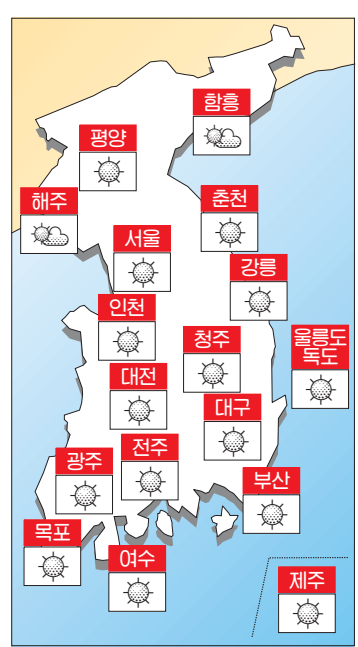 함흥
평양
해주
춘천
서울
강릉
인천
청주
울릉도
독도
대전
대구
전주
광주
부산
목포
여수
제주